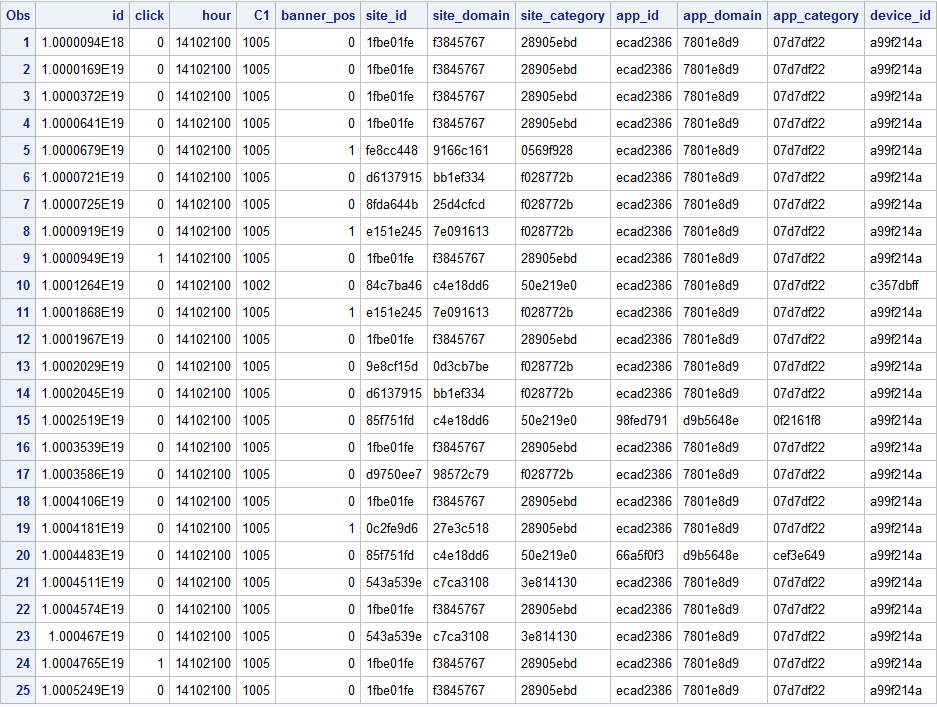 Obs id click hour C1 banner_pos site_id site_domain site_category app_id app_domain app_category device_id
1 1.0000094E18 0 14102100 1005 0 1fbe01fe f3845767 28905ebd ecad2386 7801e8d9 07d7df22 a99f214a
2 1.0000169E19 0 14102100 1005 0 1fbe01fe f3845767 28905ebd ecad2386 7801e8d9 07d7df22 a99f214a
3 1.0000372E19 0 14102100 1005 0 1fbe01fe f3845767 28905ebd ecad2386 7801e8d9 07d7df22 a99f214a
4 1.0000641E19 0 14102100 1005 0 1fbe01fe f3845767 28905ebd ecad2386 7801e8d9 07d7df22 a99f214a
5 1.0000679E19 0 14102100 1005 1 fe8cc448 9166c161 0569f928 ecad2386 7801e8d9 07d7df22 a99f214a
6 1.0000721E19 0 14102100 1005 0 d6137915 bb1ef334 f028772b ecad2386 7801e8d9 07d7df22 a99f214a
7 1.0000725E19 0 14102100 1005 0 8fda644b 25d4cfcd f028772b ecad2386 7801e8d9 07d7df22 a99f214a
8 1.0000919E19 0 14102100 1005 1 e151e245 7e091613 f028772b ecad2386 7801e8d9 07d7df22 a99f214a
9 1.0000949E19 1 14102100 1005 0 1fbe01fe f3845767 28905ebd ecad2386 7801e8d9 07d7df22 a99f214a
10 1.0001264E19 0 14102100 1002 0 84c7ba46 c4e18dd6 50e219e0 ecad2386 7801e8d9 07d7df22 c357dbff
11 1.0001868E19 0 14102100 1005 1 e151e245 7e091613 f028772b ecad2386 7801e8d9 07d7df22 a99f214a
12 1.0001967E19 0 14102100 1005 0 1fbe01fe f3845767 28905ebd ecad2386 7801e8d9 07d7df22 a99f214a
13 1.0002029E19 0 14102100 1005 0 9e8cf15d 0d3cb7be f028772b ecad2386 7801e8d9 07d7df22 a99f214a
14 1.0002045E19 0 14102100 1005 0 d6137915 bb1ef334 f028772b ecad2386 7801e8d9 07d7df22 a99f214a
15 1.0002519E19 0 14102100 1005 0 85f751fd c4e18dd6 50e219e0 98fed791 d9b5648e 0f2161f8 a99f214a
16 1.0003539E19 0 14102100 1005 0 1fbe01fe f3845767 28905ebd ecad2386 7801e8d9 07d7df22 a99f214a
17 1.0003586E19 0 14102100 1005 0 d9750ee7 98572c79 f028772b ecad2386 7801e8d9 07d7df22 a99f214a
18 1.0004106E19 0 14102100 1005 0 1fbe01fe f3845767 28905ebd ecad2386 7801e8d9 07d7df22 a99f214a
19 1.0004181E19 0 14102100 1005 1 0c2fe9d6 27e3c518 28905ebd ecad2386 7801e8d9 07d7df22 a99f214a
20 1.0004483E19 0 14102100 1005 0 85f751fd c4e18dd6 50e219e0 66a5f0f3 d9b5648e cef3e649 a99f214a
21 1.0004511E19 0 14102100 1005 0 543a539e c7ca3108 3e814130 ecad2386 7801e8d9 07d7df22 a99f214a
22 1.0004574E19 0 14102100 1005 0 1fbe01fe f3845767 28905ebd ecad2386 7801e8d9 07d7df22 a99f214a
23 1.000467E19 0 14102100 1005 0 543a539e c7ca3108 3e814130 ecad2386 7801e8d9 07d7df22 a99f214a
24 1.0004765E19 1 14102100 1005 0 1fbe01fe f3845767 28905ebd ecad2386 7801e8d9 07d7df22 a99f214a
25 1.0005249E19 0 14102100 1005 0 1fbe01fe f3845767 28905ebd ecad2386 7801e8d9 07d7df22 a99f214a